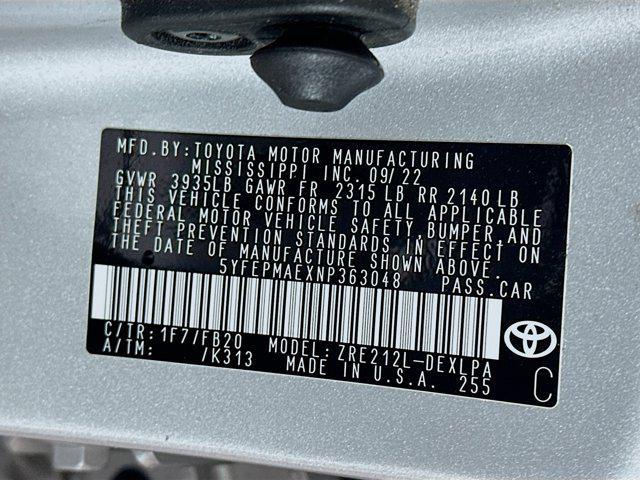 MFD.BY:TOYOTA MOTOR MANUFACTURING
MISSISSIPPI INC. 09/22
GVWR 3935LB GAWR FR 2315 LB RR 2140 LB
THIS VEHICLE CONFORMS TO ALL APPLICABLE
FEDERAL MOTOR VEHICLE SAFETY, BUMPER, AND
THEFT PREVENTION STANDARDS IN EFFECT ON
THE DATE OF MANUFACTURE SHOWN ABOVE.
5YFEPMAEXNP363048 PASS.CAR
C/TR: 1F7/FB20 MODEL: ZRE212L-DEXLPA
A/TM: /K313 MADE IN U.S.A. 255 C